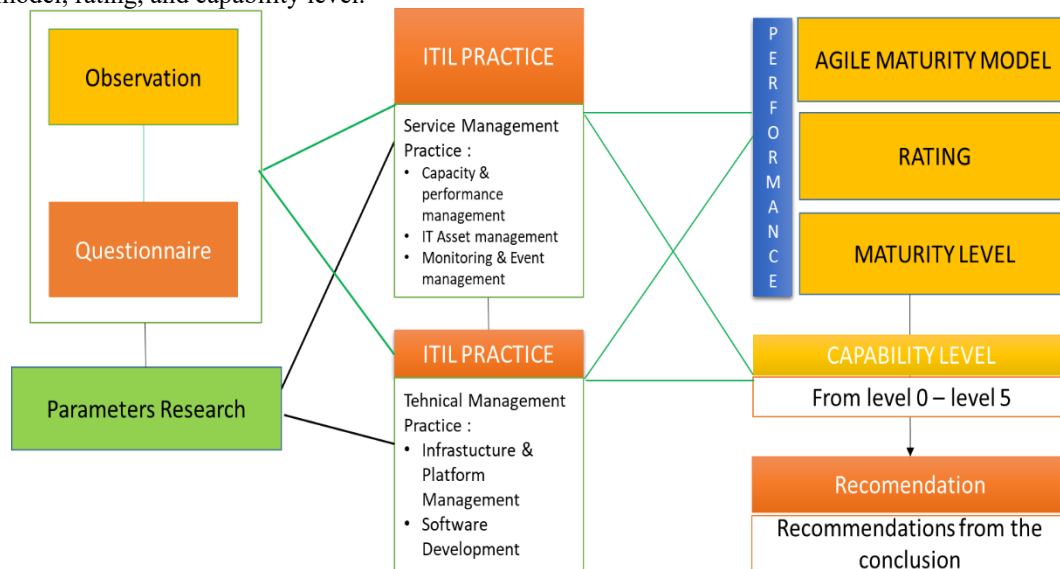 model, rating, and capability level.
Observation
Questionnaire
Parameters Research
ITIL PRACTICE
Service Management
Practice :
• Capacity &
performance
management
• IT Asset management
• Monitoring & Event
management
ITIL PRACTICE
Tehnical Management
Practice :
• Infrastucture &
Platform
Management
• Software
Development
PERFORMANCE
AGILE MATURITY MODEL
RATING
MATURITY LEVEL
CAPABILITY LEVEL
From level 0 – level 5
Recomendation
Recommendations from the
conclusion